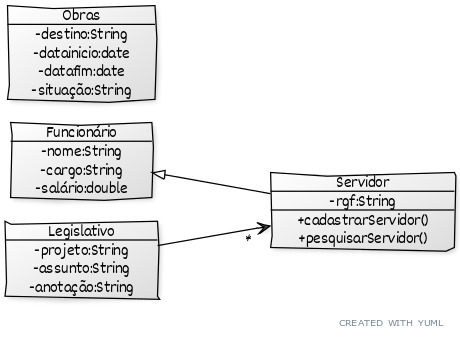 Obras
-destino:String
-datainicio:date
-datafim:date
-situação:String
Funcionário
-nome:String
-cargo:String
-salário:double
Servidor
-rgf:String
+cadastrarServidor()
+pesquisarServidor()
Legislativo
-projeto:String
-assunto:String
-anotação:String
*
CREATED WITH YUML